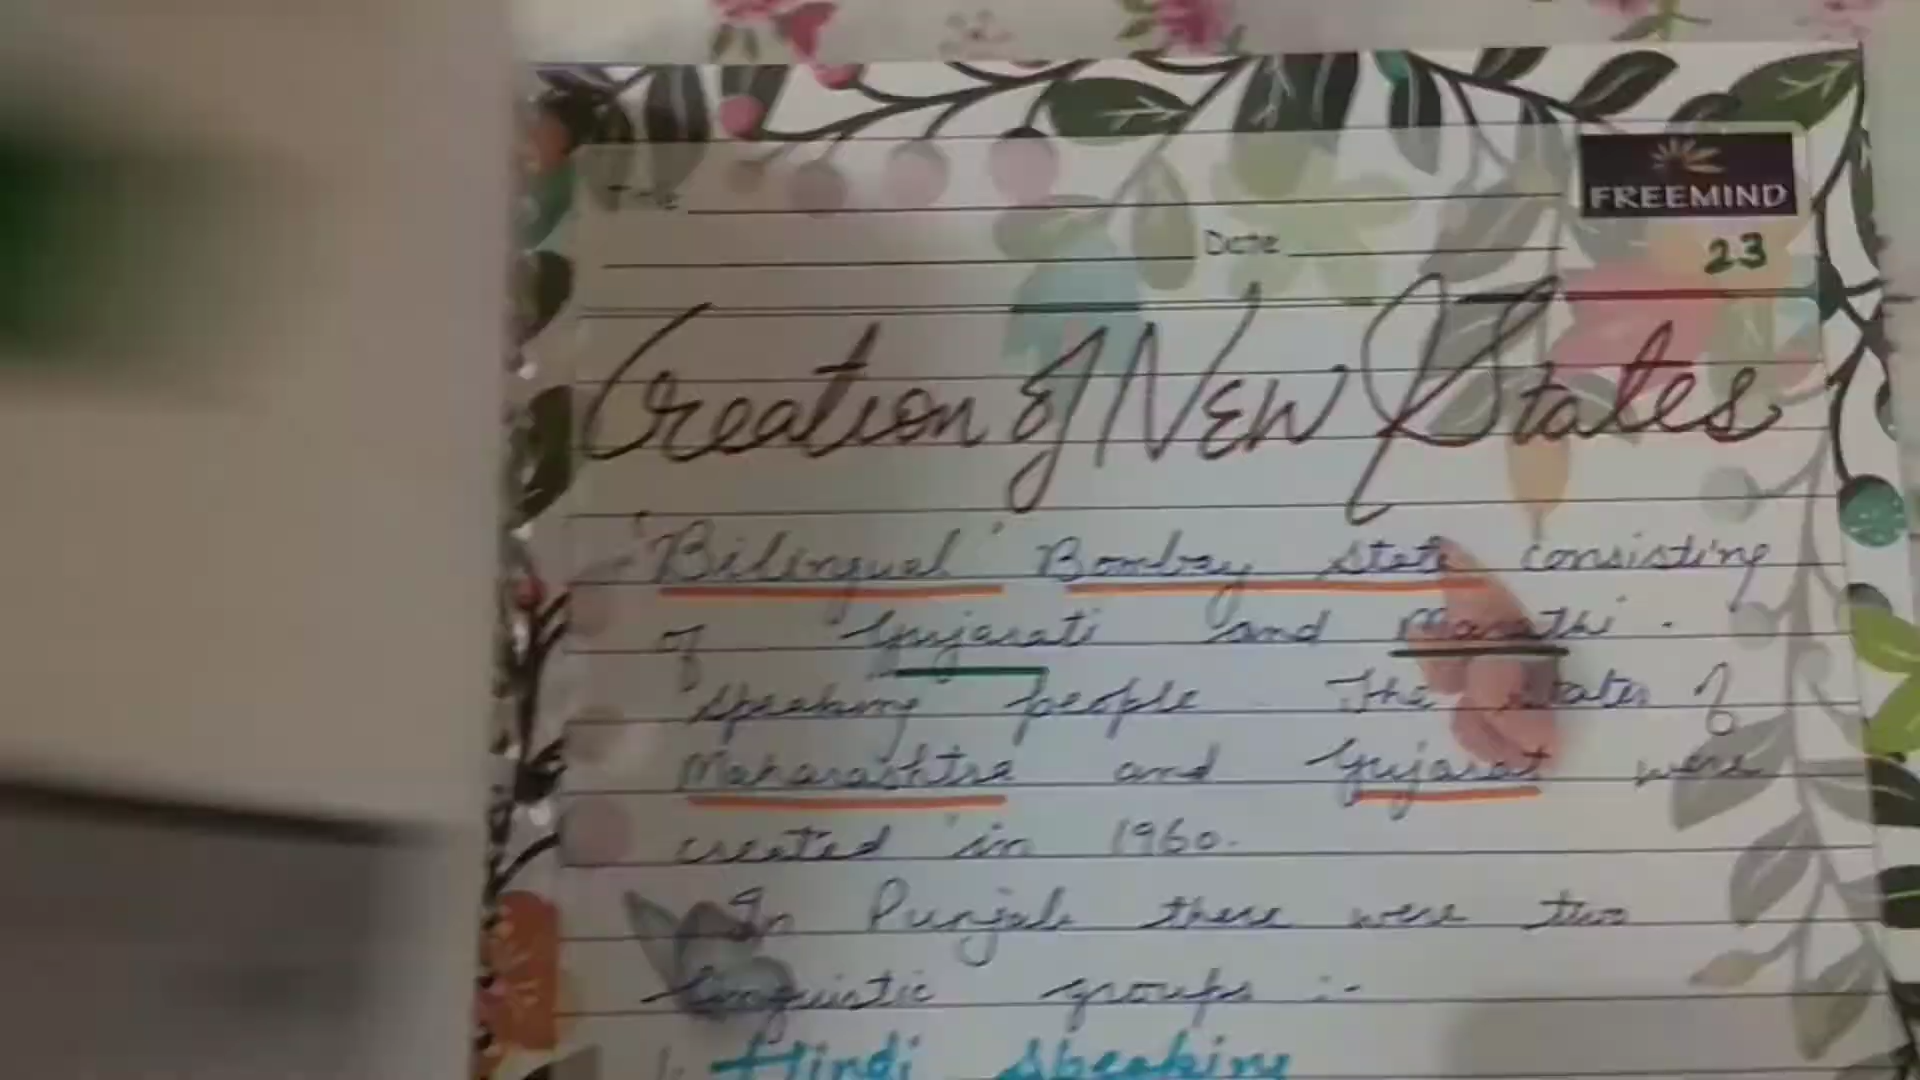 Title
FREEMIND
Date
23
Creation of New States
'Bilingual' Bombay state consisting
of Gujarati and Marathi.
speaking people. The states of
Maharashtra and Gujarat were
created in 1960.
In Punjab there were two
linguistic groups :-
1. Hindi speaking